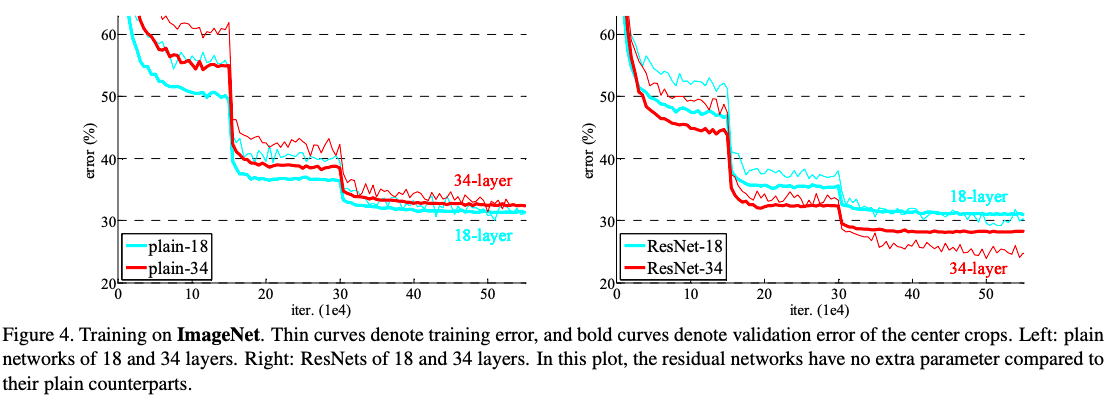 60
50
40
30
20
error (%)
0 10 20 30 40 50
iter. (1e4)
34-layer
18-layer
plain-18
plain-34
60
50
40
30
20
error (%)
0 10 20 30 40 50
iter. (1e4)
18-layer
34-layer
ResNet-18
ResNet-34
Figure 4. Training on ImageNet. Thin curves denote training error, and bold curves denote validation error of the center crops. Left: plain
networks of 18 and 34 layers. Right: ResNets of 18 and 34 layers. In this plot, the residual networks have no extra parameter compared to
their plain counterparts.